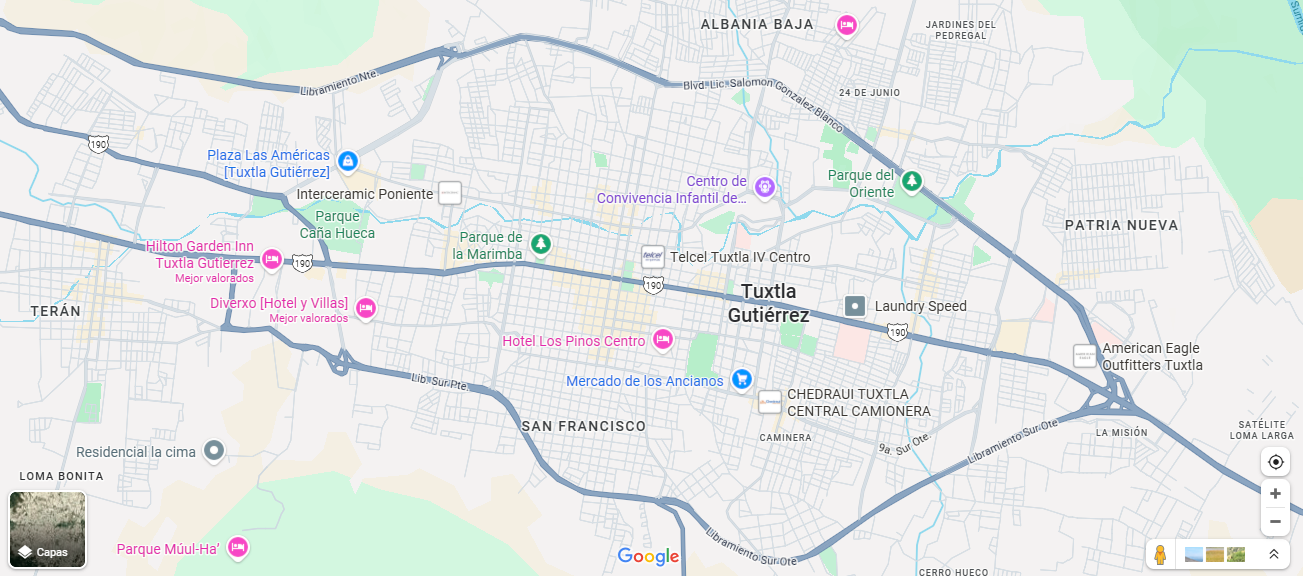 ALBANIA BAJA
JARDINES DEL
PEDREGAL
Libramiento Nte.
Blvd. Lic. Salomon Gonzalez Blanco
24 DE JUNIO
190
Plaza Las Américas
[Tuxtla Gutiérrez]
Interceramic Poniente
Centro de
Convivencia Infantil de...
Parque del
Oriente
Parque
Caña Hueca
PATRIA NUEVA
Parque de
la Marimba
Hilton Garden Inn
Tuxtla Gutierrez
Mejor valorados
190
telcel
Telcel Tuxtla IV Centro
190
Tuxtla
Gutiérrez
Diverxo [Hotel y Villas]
Mejor valorados
TERÁN
Laundry Speed
190
Hotel Los Pinos Centro
American Eagle
Outfitters Tuxtla
Mercado de los Ancianos
Lib. Sur Pte.
CHEDRAUI TUXTLA
CENTRAL CAMIONERA
SAN FRANCISCO
CAMINERA
9a. Sur Ote.
Libramiento Sur Ote.
LA MISIÓN
SATÉLITE
LOMA LARGA
Residencial la cima
LOMA BONITA
Capas
Parque Múul-Ha'
Google
Libramiento Sur Ote.
CERRO HUECO